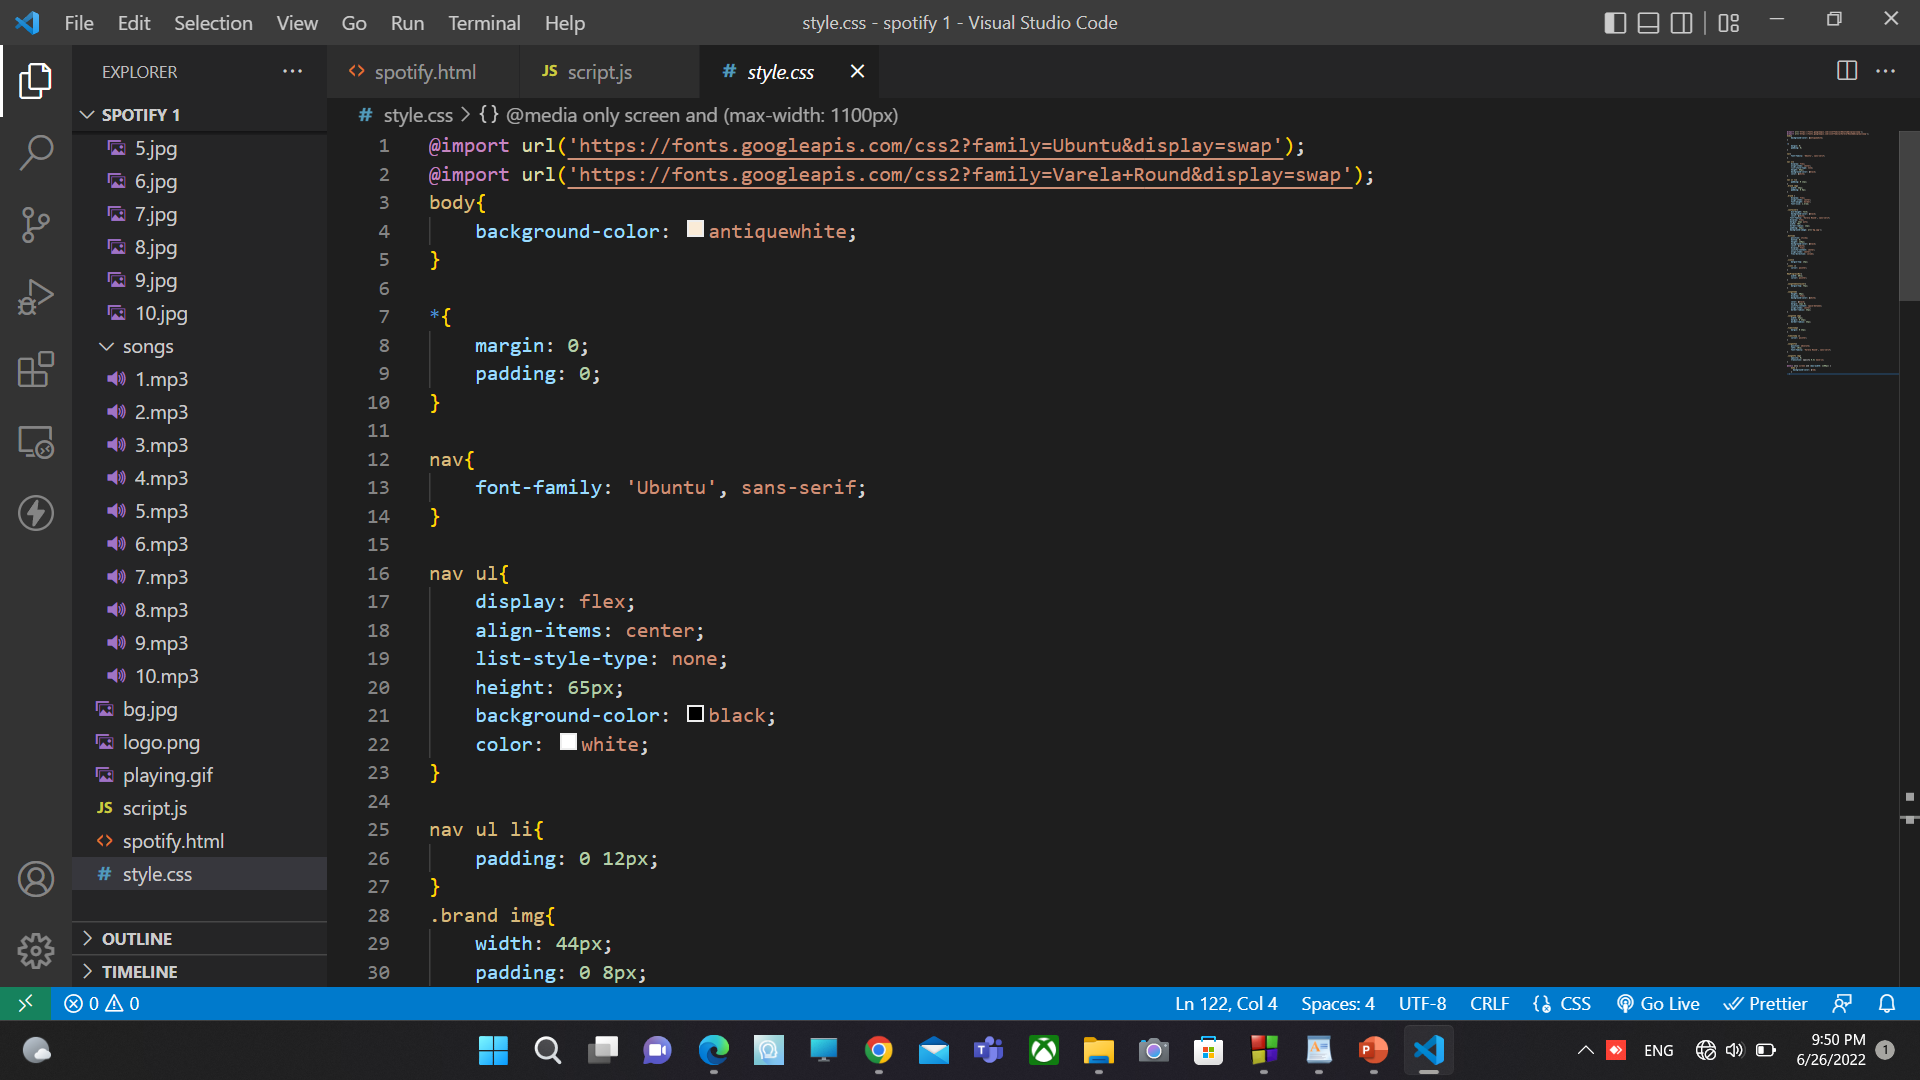 File Edit Selection View Go Run Terminal Help
style.css - spotify 1 - Visual Studio Code
EXPLORER
SPOTIFY 1
5.jpg
6.jpg
7.jpg
8.jpg
9.jpg
10.jpg
songs
1.mp3
2.mp3
3.mp3
4.mp3
5.mp3
6.mp3
7.mp3
8.mp3
9.mp3
10.mp3
bg.jpg
logo.png
playing.gif
JS script.js
<> spotify.html
# style.css
OUTLINE
TIMELINE
<> spotify.html
JS script.js
# style.css
# style.css > {} @media only screen and (max-width: 1100px)
1 @import url('https://fonts.googleapis.com/css2?family=Ubuntu&display=swap');
2 @import url('https://fonts.googleapis.com/css2?family=Varela+Round&display=swap');
3 body{
4 background-color: antiquewhite;
5 }
6
7 *{
8 margin: 0;
9 padding: 0;
10 }
11
12 nav{
13 font-family: 'Ubuntu', sans-serif;
14 }
15
16 nav ul{
17 display: flex;
18 align-items: center;
19 list-style-type: none;
20 height: 65px;
21 background-color: black;
22 color: white;
23 }
24
25 nav ul li{
26 padding: 0 12px;
27 }
28 .brand img{
29 width: 44px;
30 padding: 0 8px;
0 0
Ln 122, Col 4 Spaces: 4 UTF-8 CRLF {} CSS Go Live Prettier
ENG
9:50 PM
6/26/2022
1